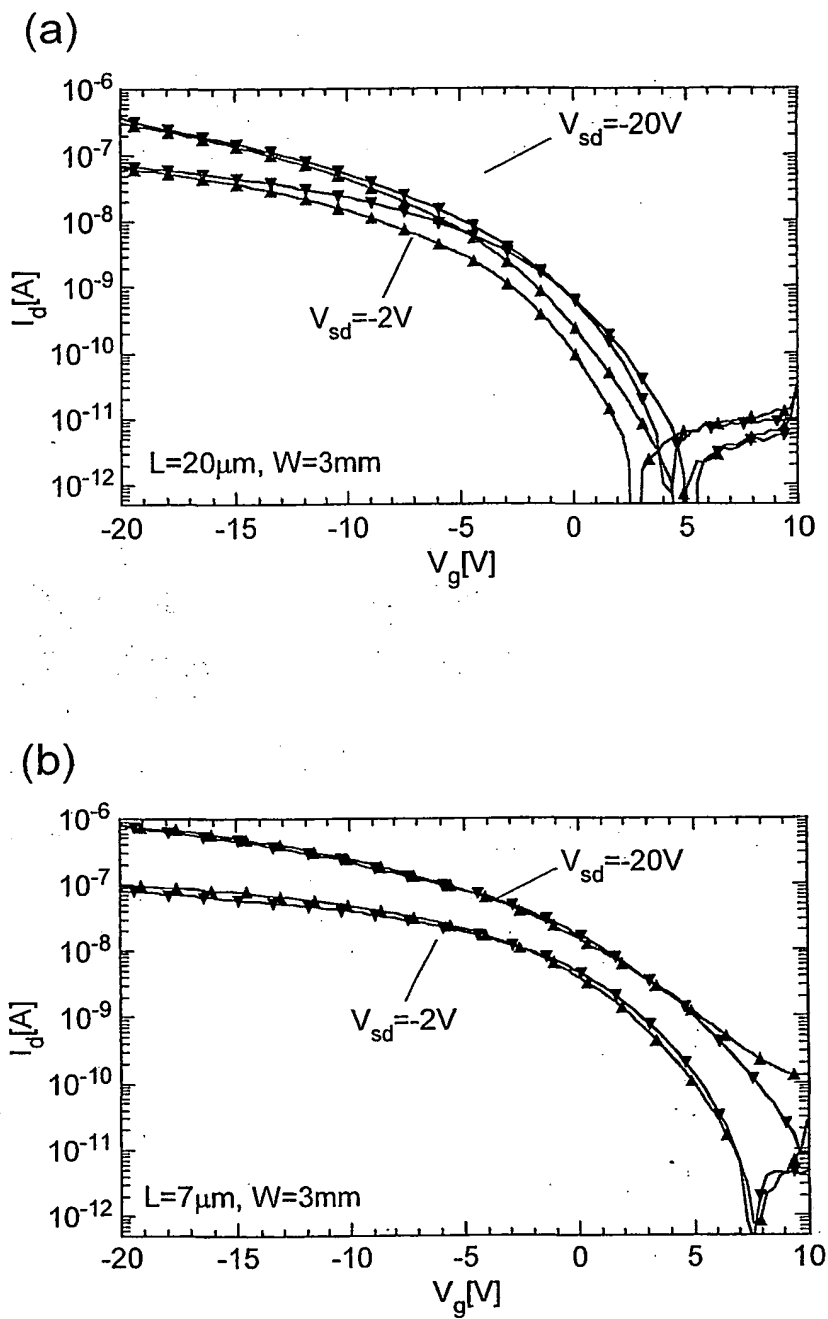 (a)
10⁻⁶
10⁻⁷
10⁻⁸
10⁻⁹
10⁻¹⁰
10⁻¹¹
10⁻¹²
I_d[A]
V_sd=-20V
V_sd=-2V
L=20μm, W=3mm
-20 -15 -10 -5 0 5 10
V_g[V]
(b)
10⁻⁶
10⁻⁷
10⁻⁸
10⁻⁹
10⁻¹⁰
10⁻¹¹
10⁻¹²
I_d[A]
V_sd=-20V
V_sd=-2V
L=7μm, W=3mm
-20 -15 -10 -5 0 5 10
V_g[V]